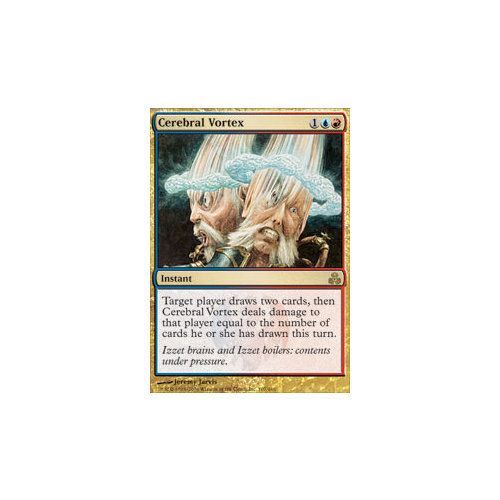 Cerebral Vortex
1
Instant
Target player draws two cards, then
Cerebral Vortex deals damage to
that player equal to the number of
cards he or she has drawn this turn.
Izzet brains and Izzet boilers: contents
under pressure.
Jeremy Jarvis